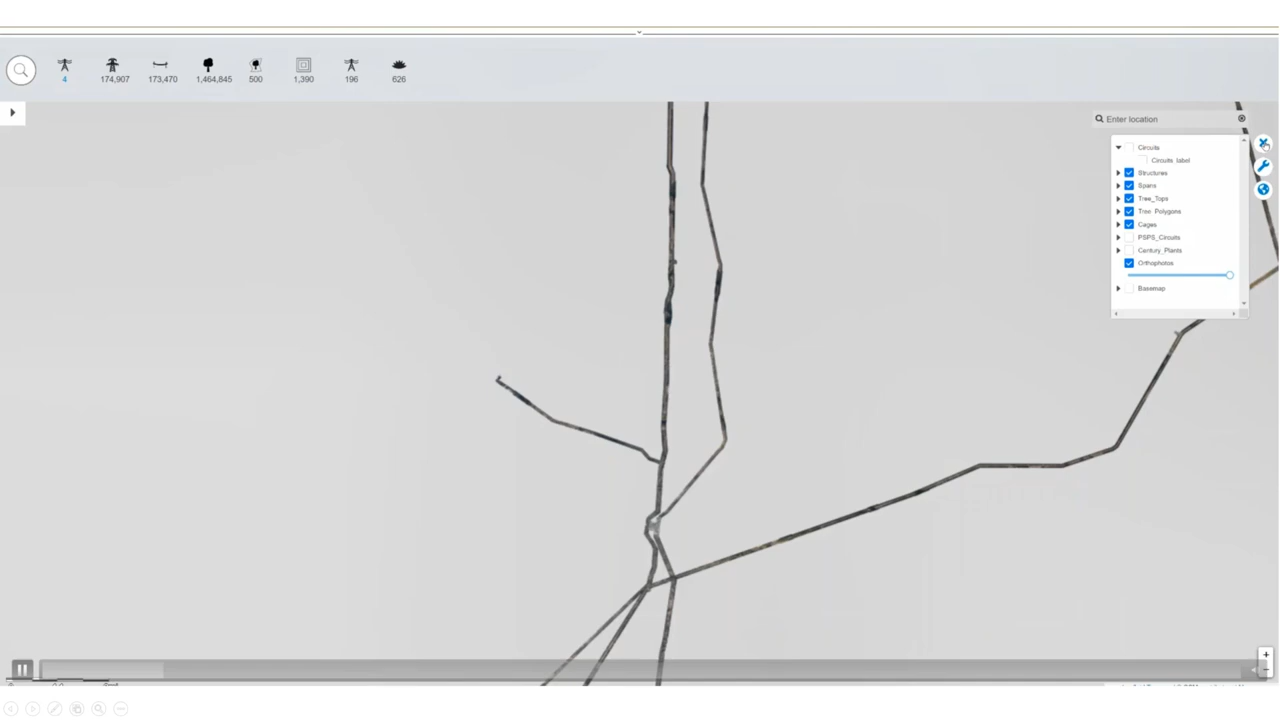 4 174,907 173,470 1,464,845 500 1,390 196 626
Enter location
Circuits
Circuits_label
Structures
Spans
Tree_Tops
Tree_Polygons
Cages
PSPS_Circuits
Century_Plants
Orthophotos
Basemap
+
-